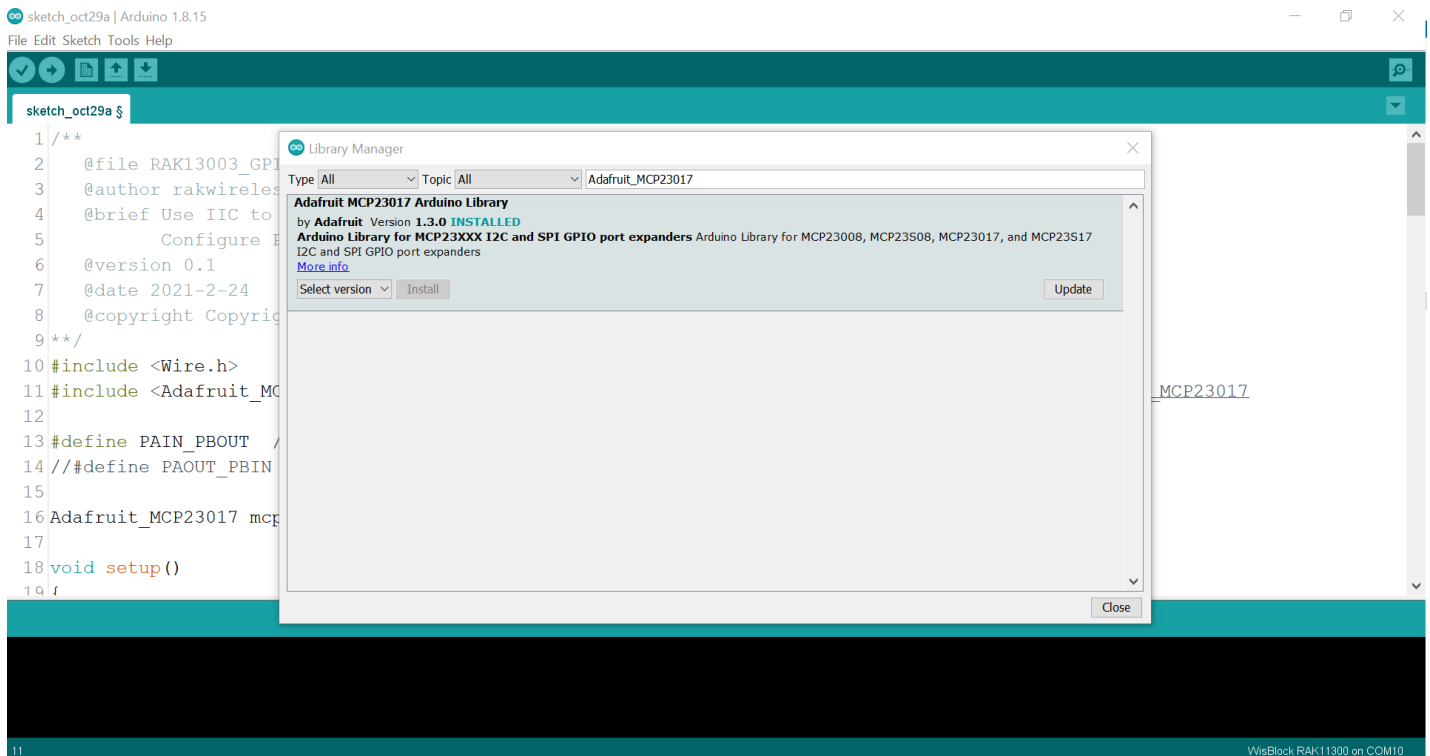 sketch_oct29a | Arduino 1.8.15
File Edit Sketch Tools Help
sketch_oct29a §
1 /**
2 @file RAK13003_GPI
3 @author rakwireles
4 @brief Use IIC to
5 Configure P
6 @version 0.1
7 @date 2021-2-24
8 @copyright Copyrig
9 **/
10 #include <Wire.h>
11 #include <Adafruit_MC _MCP23017
12
13 #define PAIN_PBOUT /
14 //#define PAOUT_PBIN
15
16 Adafruit_MCP23017 mcp
17
18 void setup()
19 {
Library Manager
Type All Topic All Adafruit_MCP23017
Adafruit MCP23017 Arduino Library
by Adafruit Version 1.3.0 INSTALLED
Arduino Library for MCP23XXX I2C and SPI GPIO port expanders Arduino Library for MCP23008, MCP23S08, MCP23017, and MCP23S17
I2C and SPI GPIO port expanders
More info
Select version Install Update
Close
11 WisBlock RAK11300 on COM10